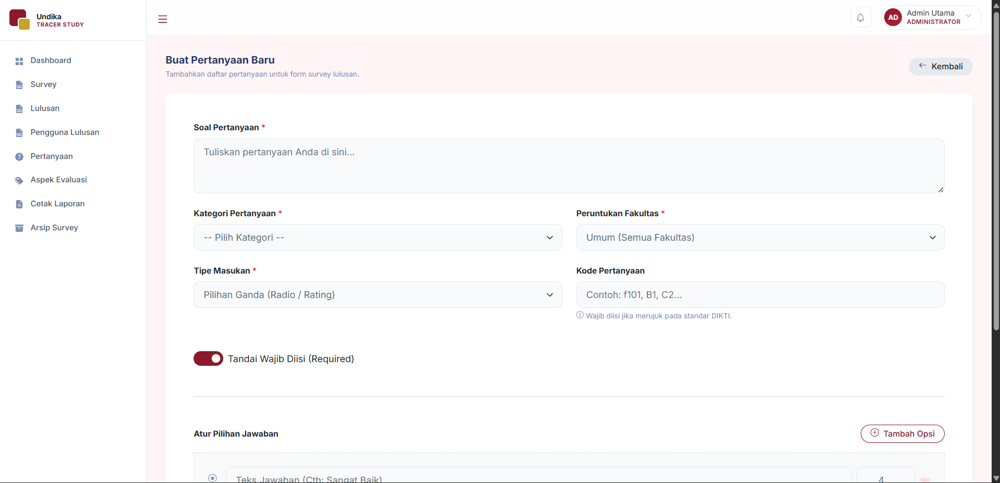 Undika
TRACER STUDY
AD
Admin Utama
ADMINISTRATOR
Dashboard
Survey
Lulusan
Pengguna Lulusan
Pertanyaan
Aspek Evaluasi
Cetak Laporan
Arsip Survey
Buat Pertanyaan Baru
Tambahkan daftar pertanyaan untuk form survey lulusan.
← Kembali
Soal Pertanyaan *
Tuliskan pertanyaan Anda di sini...
Kategori Pertanyaan *
-- Pilih Kategori --
Peruntukan Fakultas *
Umum (Semua Fakultas)
Tipe Masukan *
Pilihan Ganda (Radio / Rating)
Kode Pertanyaan
Contoh: f101, B1, C2...
Wajib diisi jika merujuk pada standar DIKTI.
Tandai Wajib Diisi (Required)
Atur Pilihan Jawaban
Tambah Opsi
Teks Jawaban (Cth: Sangat Baik)
4